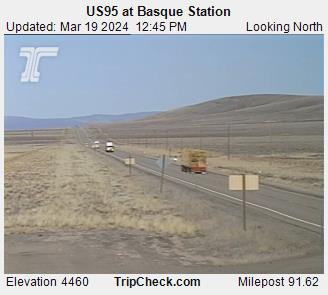 US95 at Basque Station
Updated: Mar 19 2024 12:45 PM Looking North
Elevation 4460 TripCheck.com Milepost 91.62